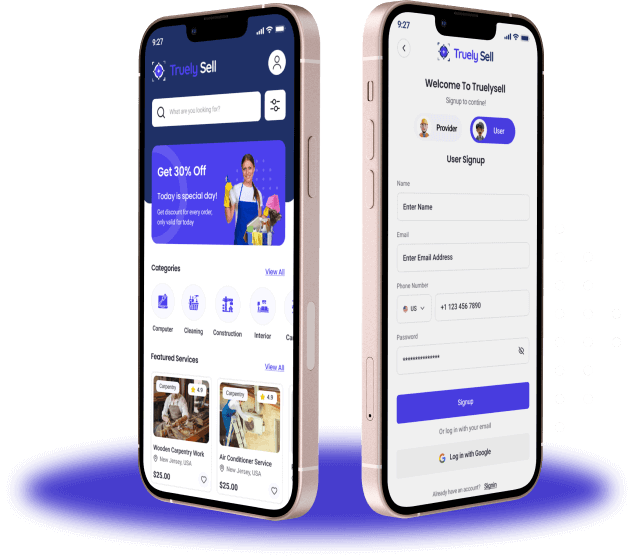 9:27
Truely Sell
What are you looking for?
Get 30% Off
Today is special day!
Get discount for every order,
only valid for today
Categories
View All
Computer
Cleaning
Construction
Interior
Featured Services
View All
Carpentry
4.9
Wooden Carpentry Work
New Jersey, USA
$25.00
Carpentry
4.9
Air Conditioner Service
New Jersey, USA
$20.00
9:27
Truely Sell
Welcome To Truelysell
Signup to contine!
Provider
User
User Signup
Name
Enter Name
Email
Enter Email Address
Phone Number
US
+1 123 456 7890
Password
***************
Signup
Or log in with your email
Log in with Google
Already have an account? Signin